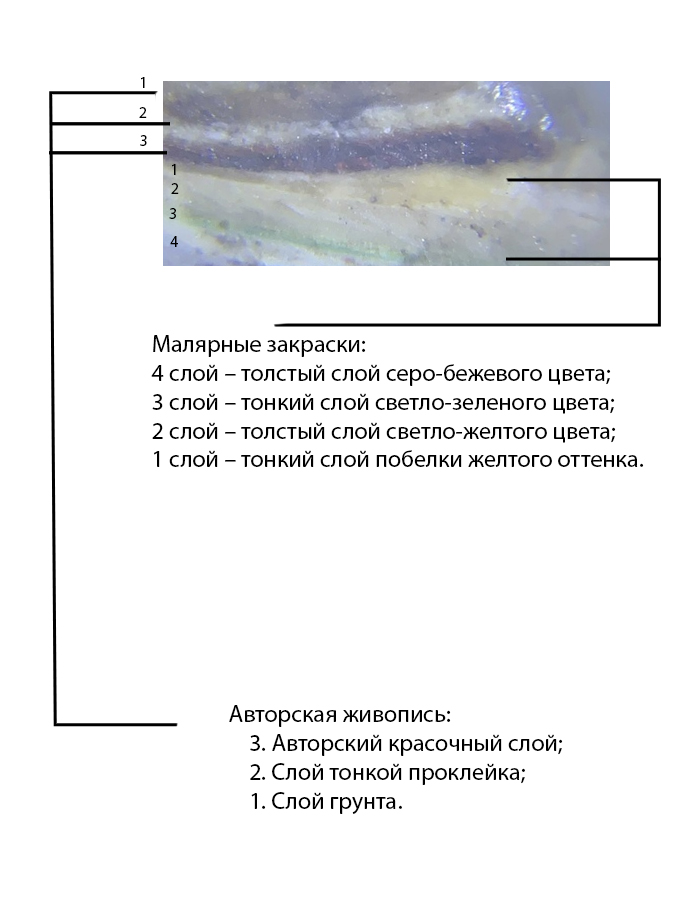 1
2
3
1
2
3
4
Малярные закраски:
4 слой – толстый слой серо-бежевого цвета;
3 слой – тонкий слой светло-зеленого цвета;
2 слой – толстый слой светло-желтого цвета;
1 слой – тонкий слой побелки желтого оттенка.
Авторская живопись:
3. Авторский красочный слой;
2. Слой тонкой проклейка;
1. Слой грунта.